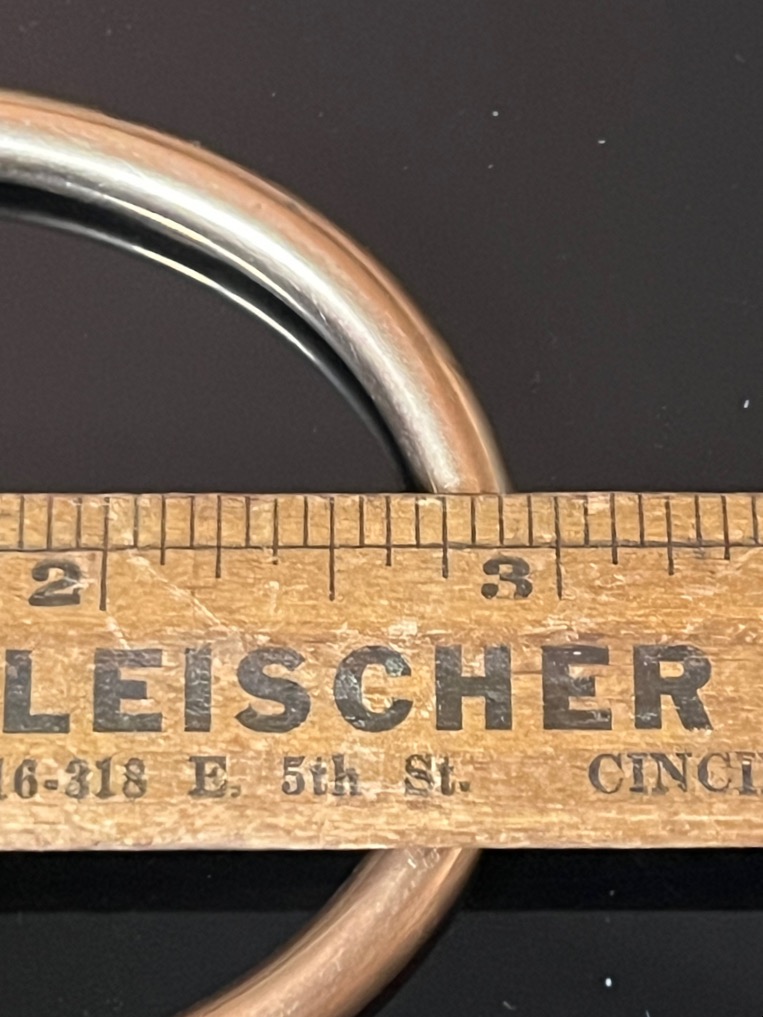 2 3
LEISCHER
16-318 E. 5th St. CINCI